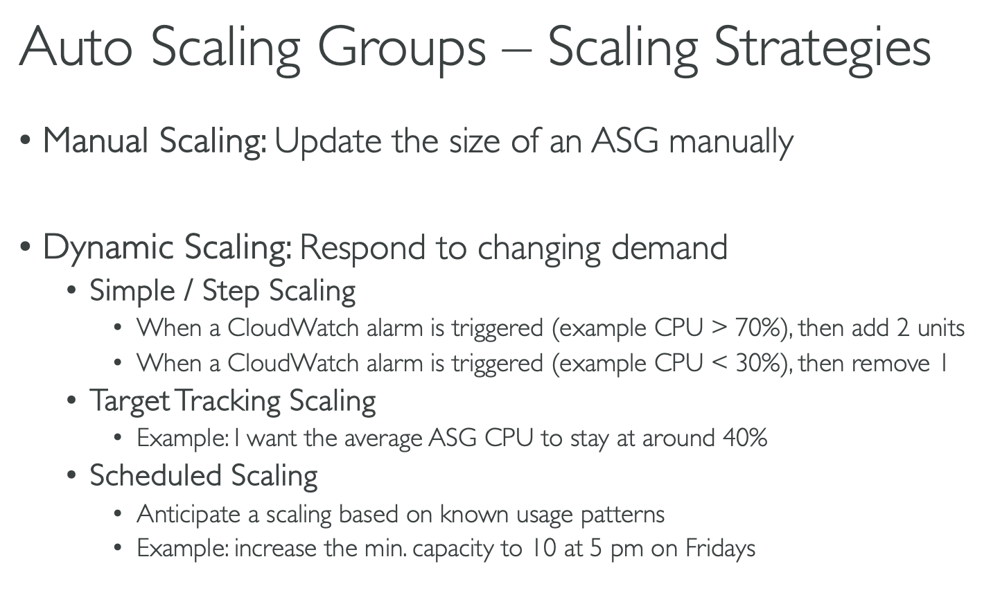 Auto Scaling Groups – Scaling Strategies
• Manual Scaling: Update the size of an ASG manually
• Dynamic Scaling: Respond to changing demand
• Simple / Step Scaling
• When a CloudWatch alarm is triggered (example CPU > 70%), then add 2 units
• When a CloudWatch alarm is triggered (example CPU < 30%), then remove 1
• Target Tracking Scaling
• Example: I want the average ASG CPU to stay at around 40%
• Scheduled Scaling
• Anticipate a scaling based on known usage patterns
• Example: increase the min. capacity to 10 at 5 pm on Fridays